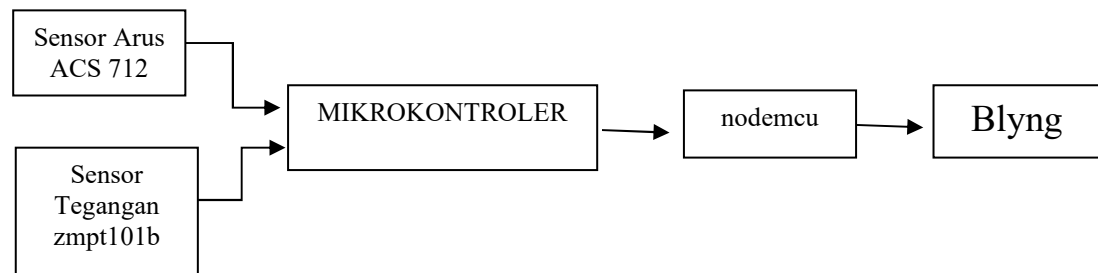 Sensor Arus
ACS 712
MIKROKONTROLER
nodemcu
Blyng
Sensor
Tegangan
zmpt101b